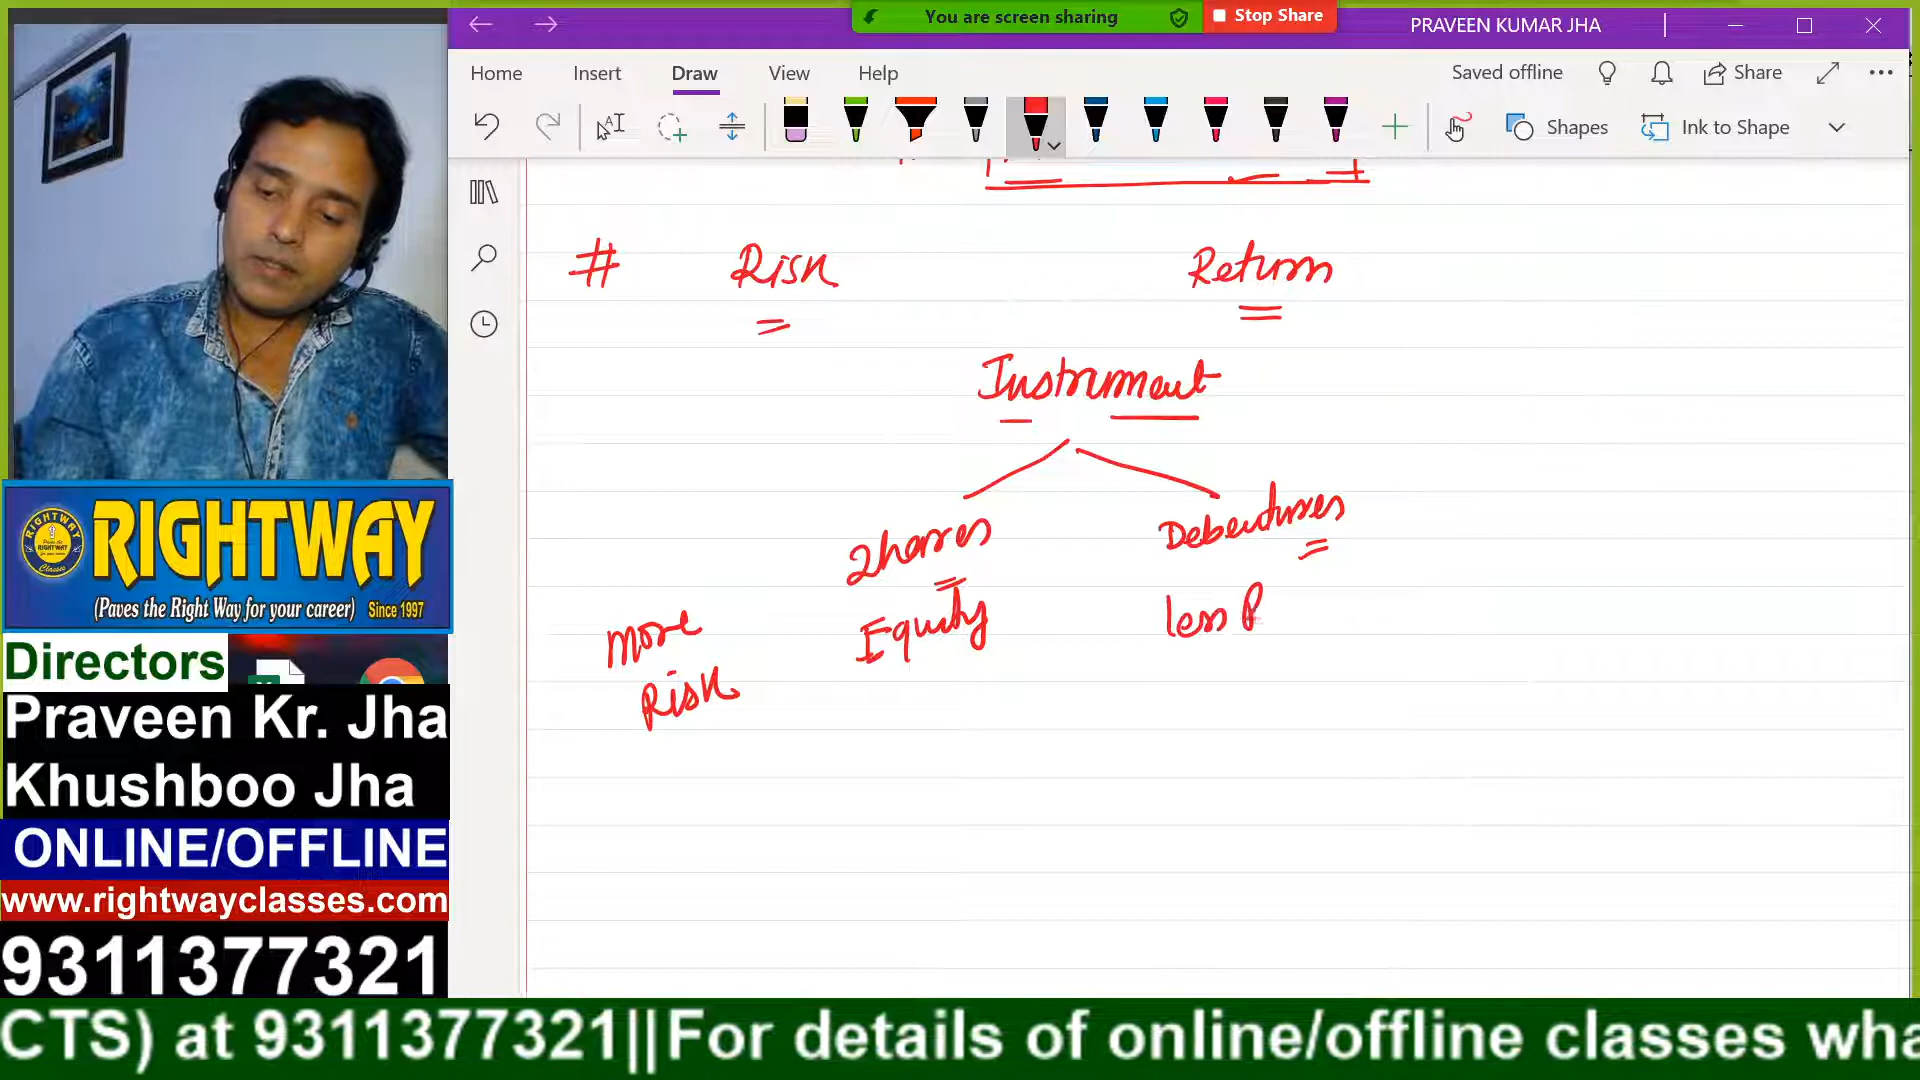 You are screen sharing
Stop Share
PRAVEEN KUMAR JHA
Home Insert Draw View Help
Saved offline
Share
Shapes
Ink to Shape
# Risk Return
Instrument
Shares Debentures
Equity less R
more
Risk
RIGHTWAY
RIGHTWAY
Classes
(Paves the Right Way for your career) Since 1997
Directors
Praveen Kr. Jha
Khushboo Jha
ONLINE/OFFLINE
www.rightwayclasses.com
9311377321
CTS) at 9311377321||For details of online/offline classes wha